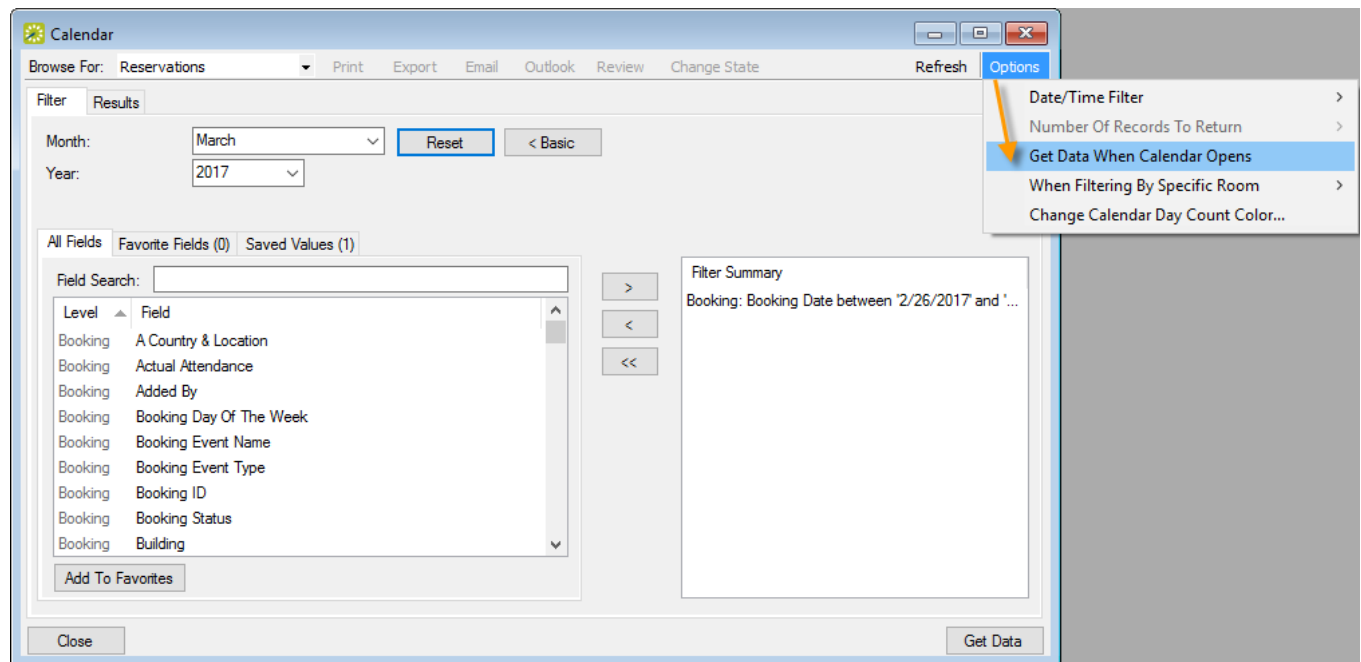 Calendar
Browse For: Reservations Print Export Email Outlook Review Change State Refresh Options
Filter Results
Date/Time Filter
Number Of Records To Return
Get Data When Calendar Opens
When Filtering By Specific Room
Change Calendar Day Count Color...
Month: March Reset < Basic
Year: 2017
All Fields Favorite Fields (0) Saved Values (1)
Field Search:
Level Field
Booking A Country & Location
Booking Actual Attendance
Booking Added By
Booking Booking Day Of The Week
Booking Booking Event Name
Booking Booking Event Type
Booking Booking ID
Booking Booking Status
Booking Building
Add To Favorites
>
<
<<
Filter Summary
Booking: Booking Date between '2/26/2017' and '...
Close Get Data